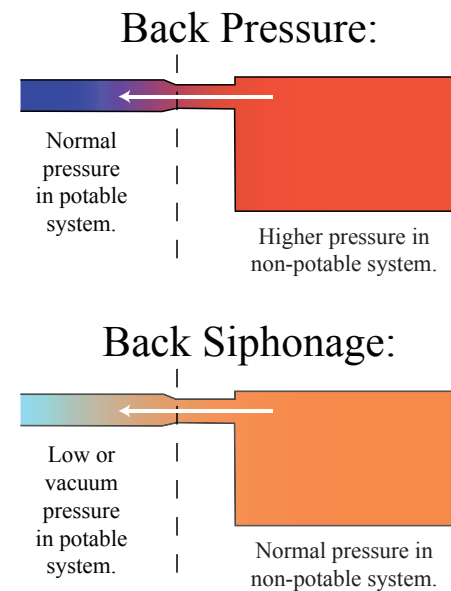 Back Pressure:
Normal
pressure
in potable
system.
Higher pressure in
non-potable system.
Back Siphonage:
Low or
vacuum
pressure
in potable
system.
Normal pressure in
non-potable system.